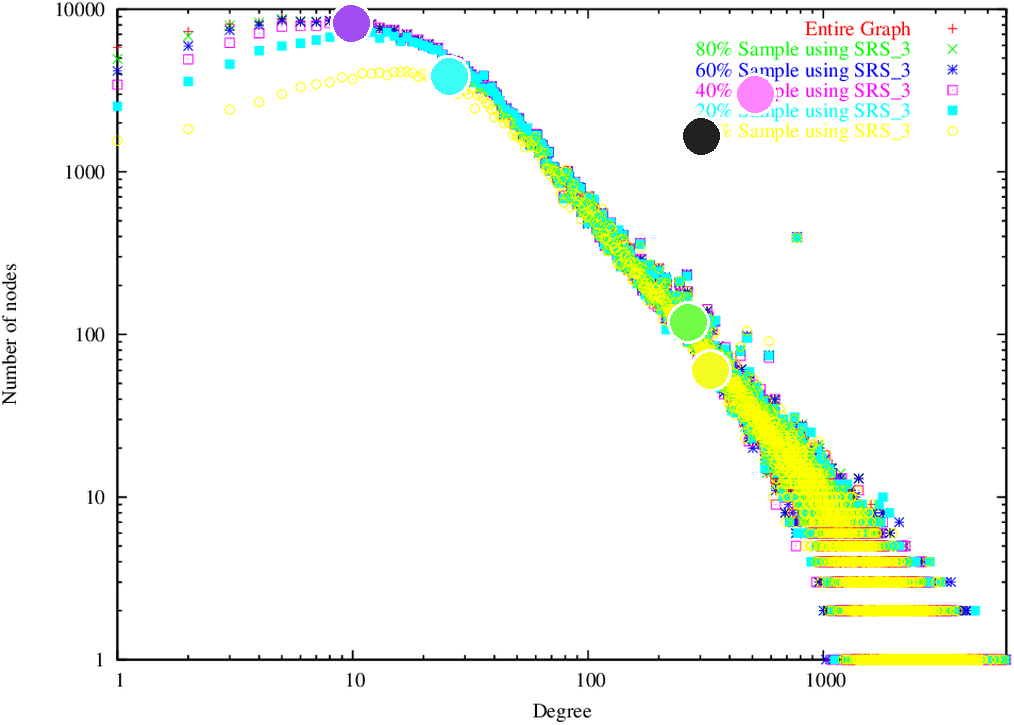 10000
1000
100
10
1
1
10
100
1000
Number of nodes
Degree
Entire Graph
80% Sample using SRS_3
60% Sample using SRS_3
40% using SRS_3
20% Sample using SRS_3
Sample using SRS_3